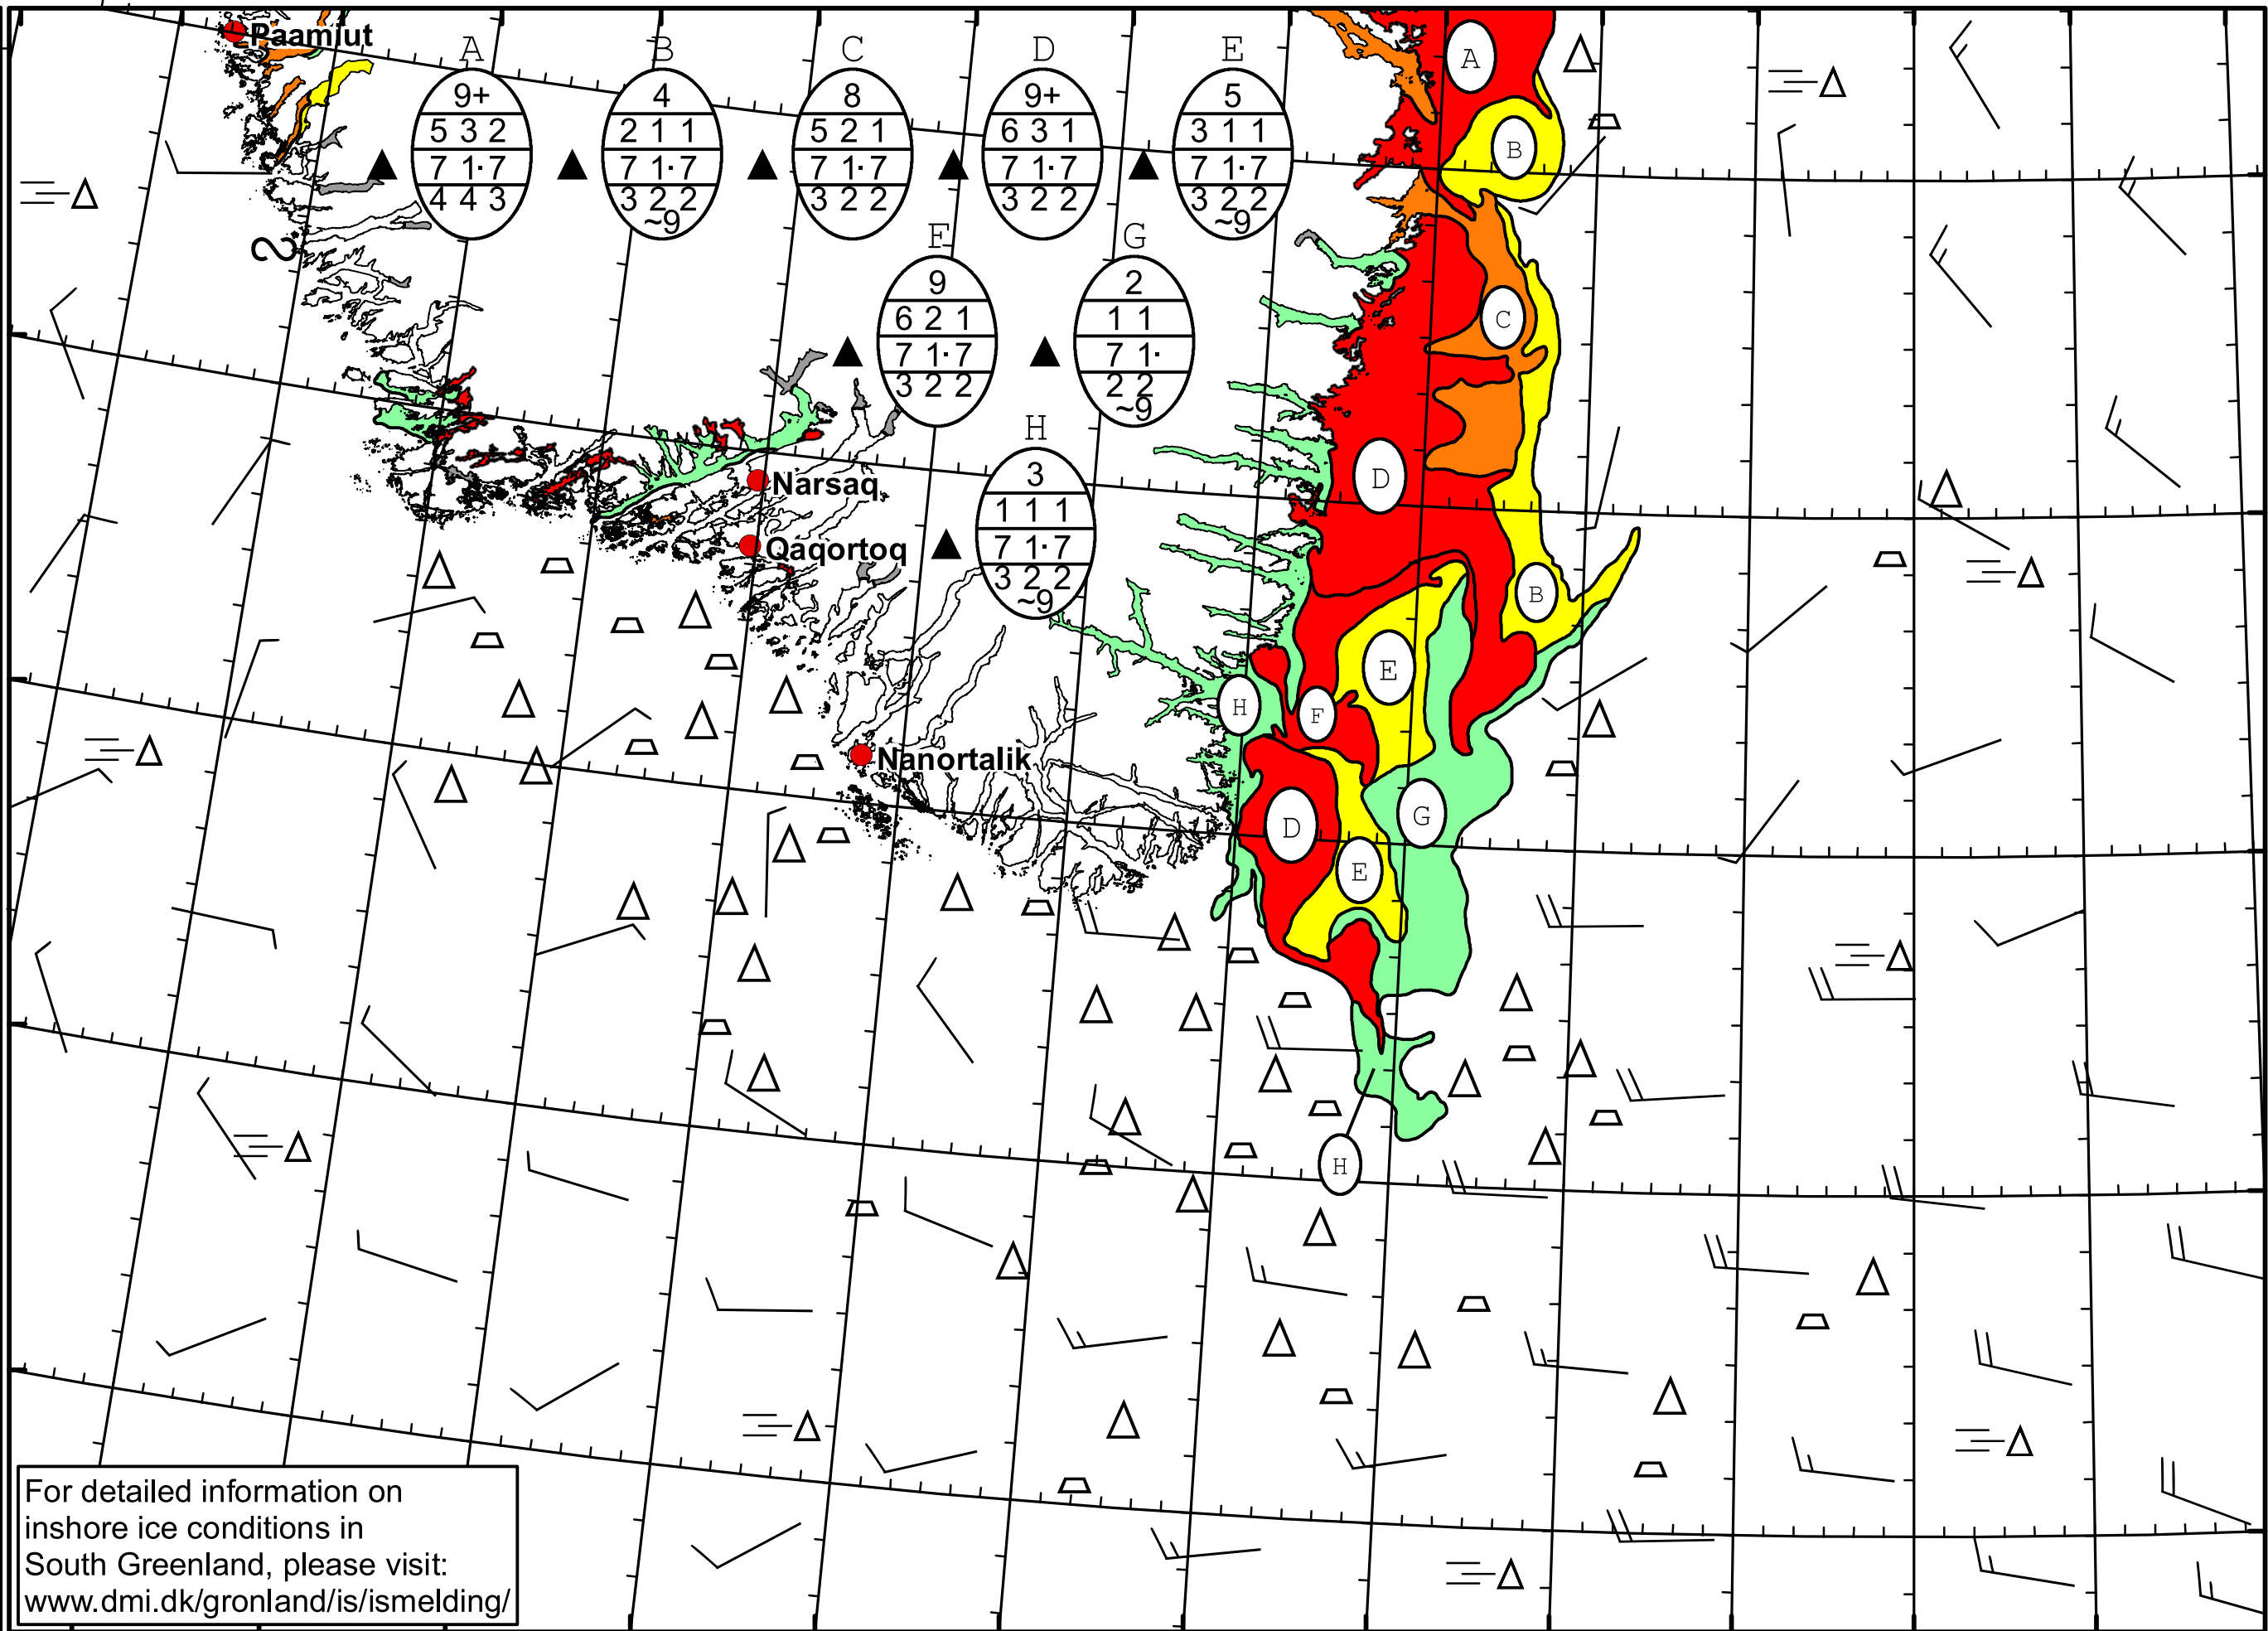 Paamiut
A B C D E
9+ 4 8 9+ 5
5 3 2 2 1 1 5 2 1 6 3 1 3 1 1
7 1· 7 7 1· 7 7 1· 7 7 1· 7 7 1· 7
4 4 3 3 2 2 3 2 2 3 2 2 3 2 2
~9 ~9
A
B
F G
9 2
6 2 1 1 1
7 1· 7 7 1·
3 2 2 2 2
~9
C
H
3
1 1 1
7 1· 7
3 2 2
~9
D
Narsaq
Qaqortoq
B
E
H
F
Nanortalik
D
G
E
H
For detailed information on
inshore ice conditions in
South Greenland, please visit:
www.dmi.dk/gronland/is/ismelding/